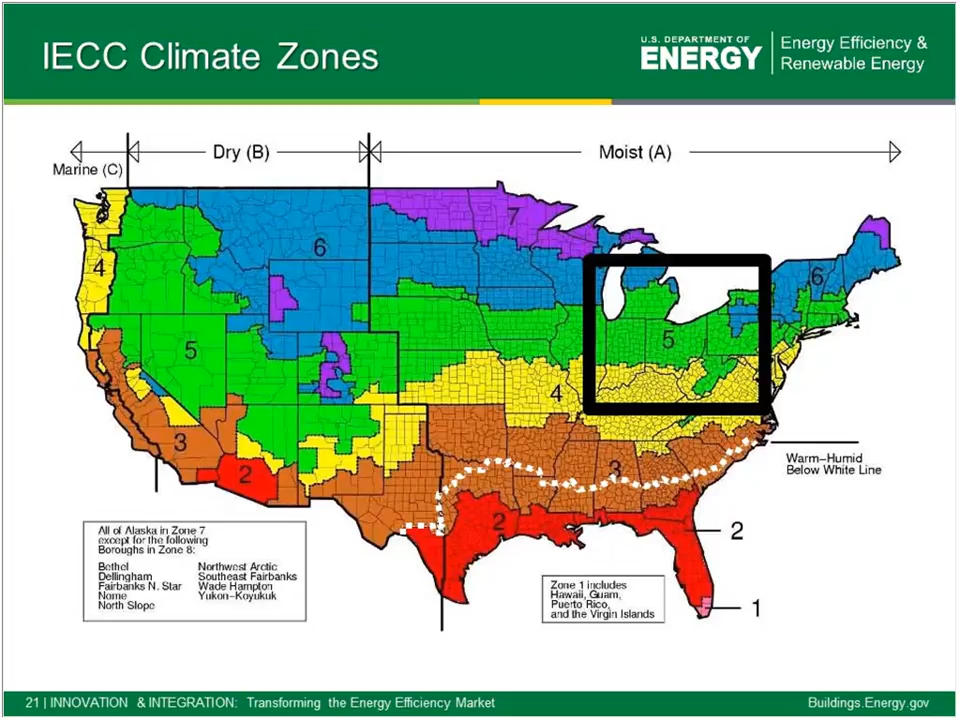 IECC Climate Zones
U.S. DEPARTMENT OF
ENERGY
Energy Efficiency &
Renewable Energy
Marine (C)
Dry (B)
Moist (A)
7
6
6
4
5
5
4
3
3
2
2
Warm–Humid
Below White Line
2
1
All of Alaska in Zone 7
except for the following
Boroughs in Zone 8:
Bethel
Dellingham
Fairbanks N. Star
Nome
North Slope
Northwest Arctic
Southeast Fairbanks
Wade Hampton
Yukon–Koyukuk
Zone 1 includes
Hawaii, Guam,
Puerto Rico,
and the Virgin Islands
21 | INNOVATION & INTEGRATION: Transforming the Energy Efficiency Market
Buildings.Energy.gov